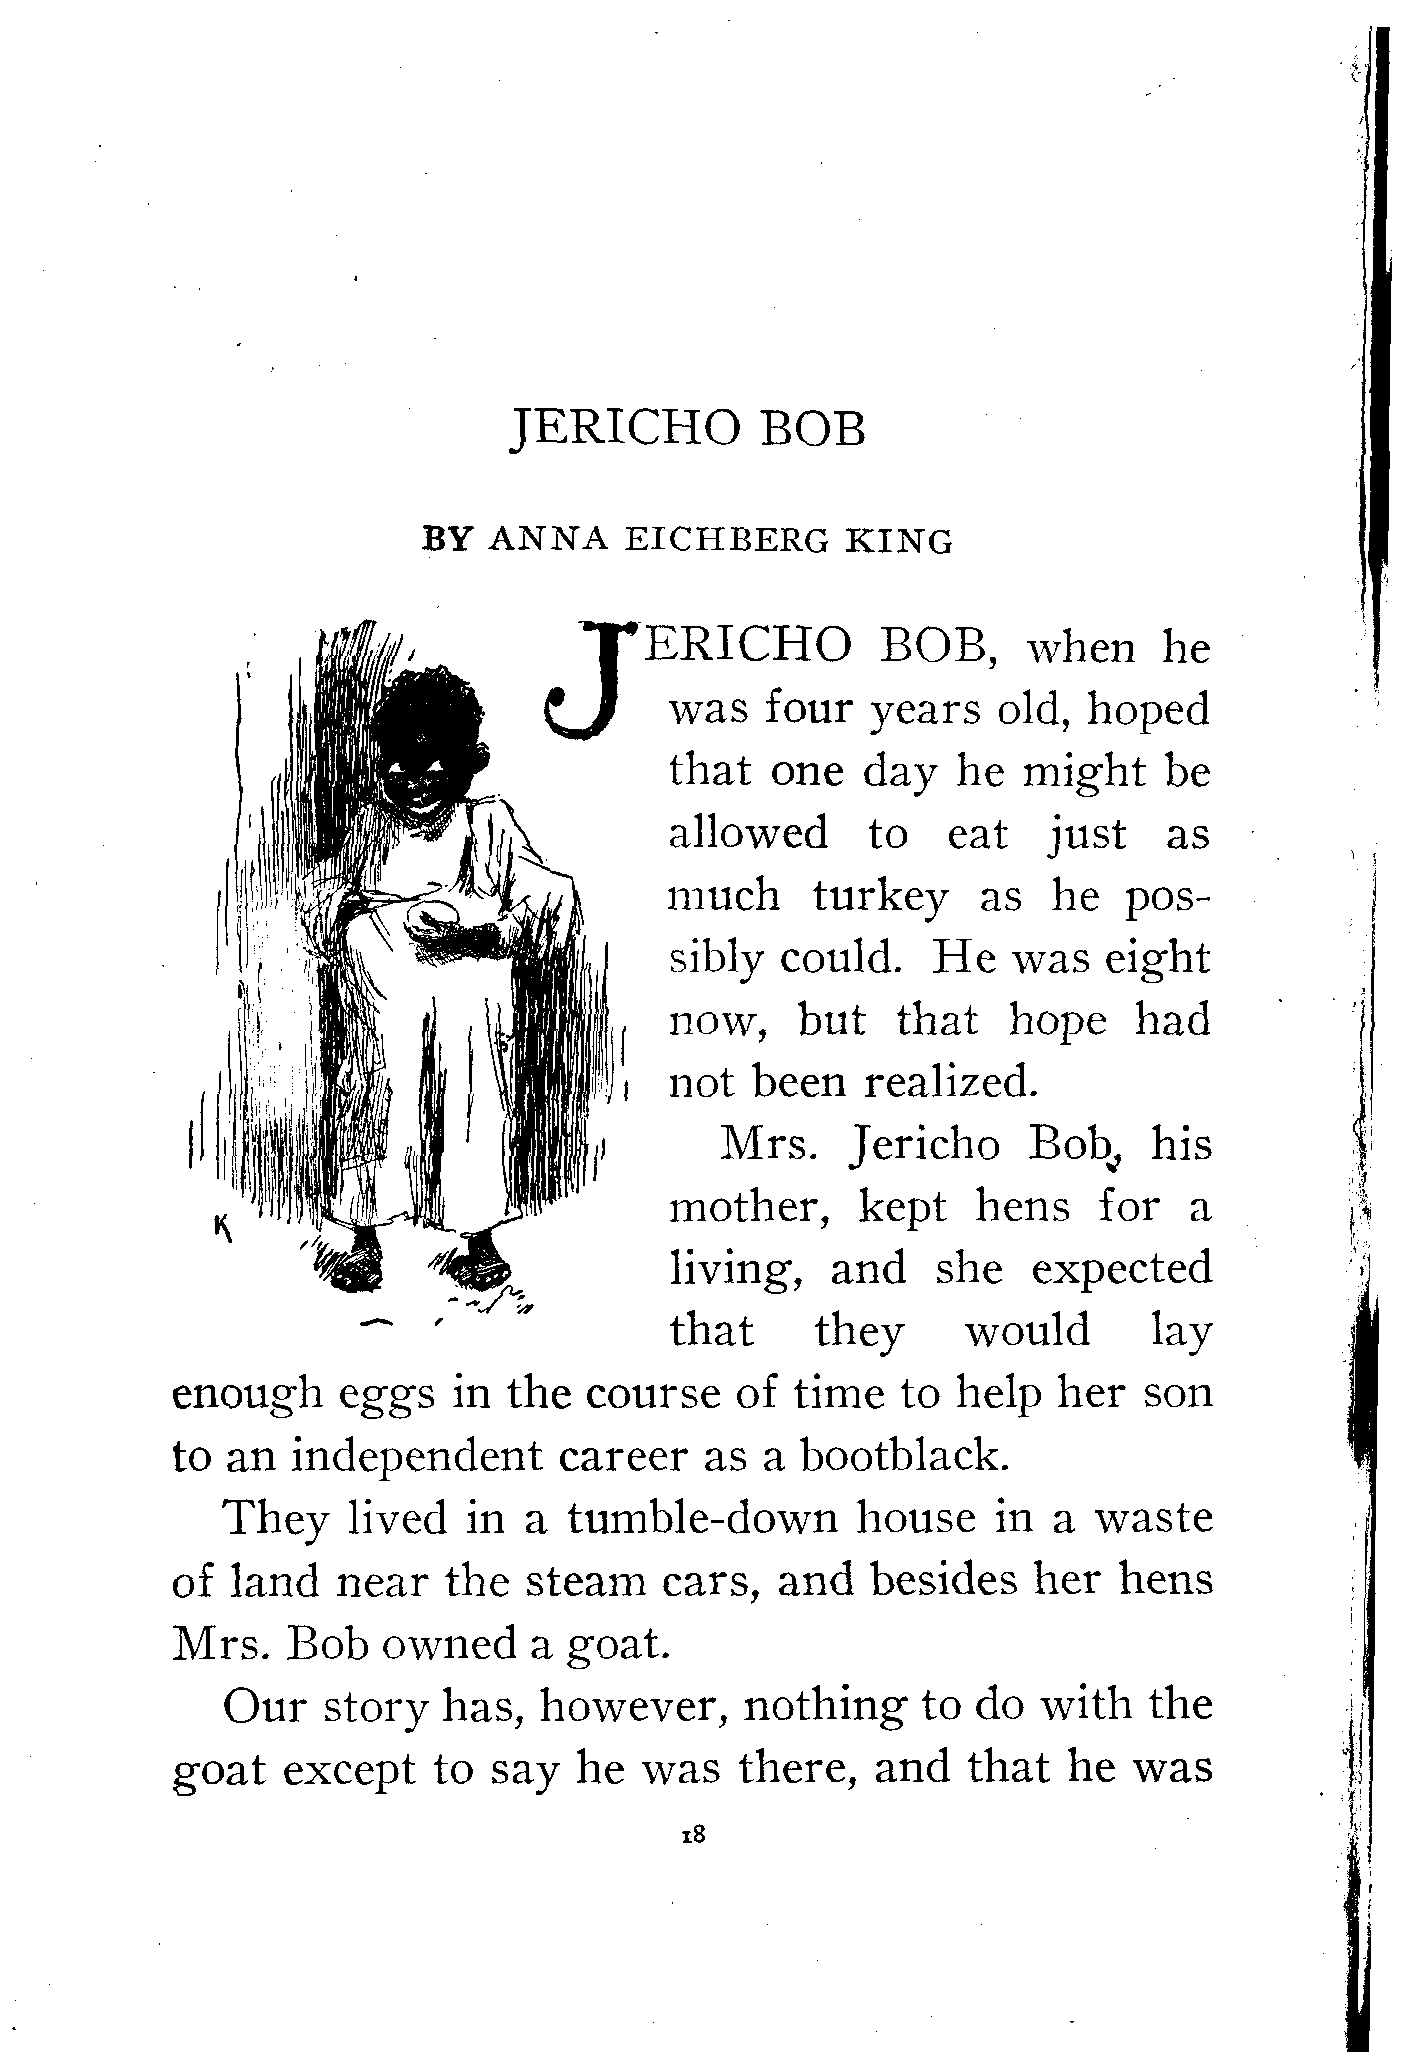 JERICHO BOB
BY ANNA EICHBERG KING
JERICHO BOB, when he
was four years old, hoped
that one day he might be
allowed to eat just as
much turkey as he pos-
sibly could. He was eight
now, but that hope had
not been realized.
Mrs. Jericho Bob, his
mother, kept hens for a
living, and she expected
that they would lay
enough eggs in the course of time to help her son
to an independent career as a bootblack.
They lived in a tumble-down house in a waste
of land near the steam cars, and besides her hens
Mrs. Bob owned a goat.
Our story has, however, nothing to do with the
goat except to say he was there, and that he was
K
18